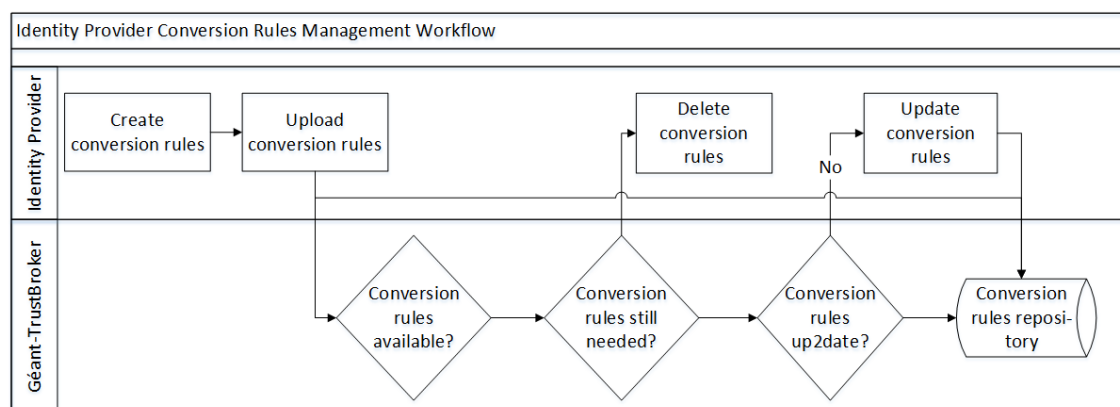 Identity Provider Conversion Rules Management Workflow
Identity Provider
Create
conversion rules
Upload
conversion rules
Delete
conversion
rules
Update
conversion
rules
No
Géant-TrustBroker
Conversion
rules
available?
Conversion
rules still
needed?
Conversion
rules
up2date?
Conversion
rules reposi-
tory